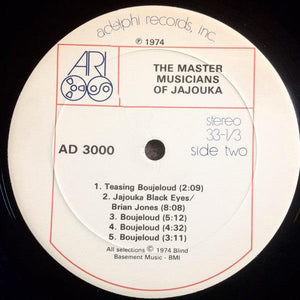 adelphi records, inc.
℗ 1974
ARI
THE MASTER
MUSICIANS
OF JAJOUKA
stereo
33-1/3
side two
AD 3000
1. Teasing Boujeloud (2:09)
2. Jajouka Black Eyes/
Brian Jones (8:08)
3. Boujeloud (5:12)
4. Boujeloud (4:32)
5. Boujeloud (3:11)
All selections © 1974 Blind
Basement Music - BMI